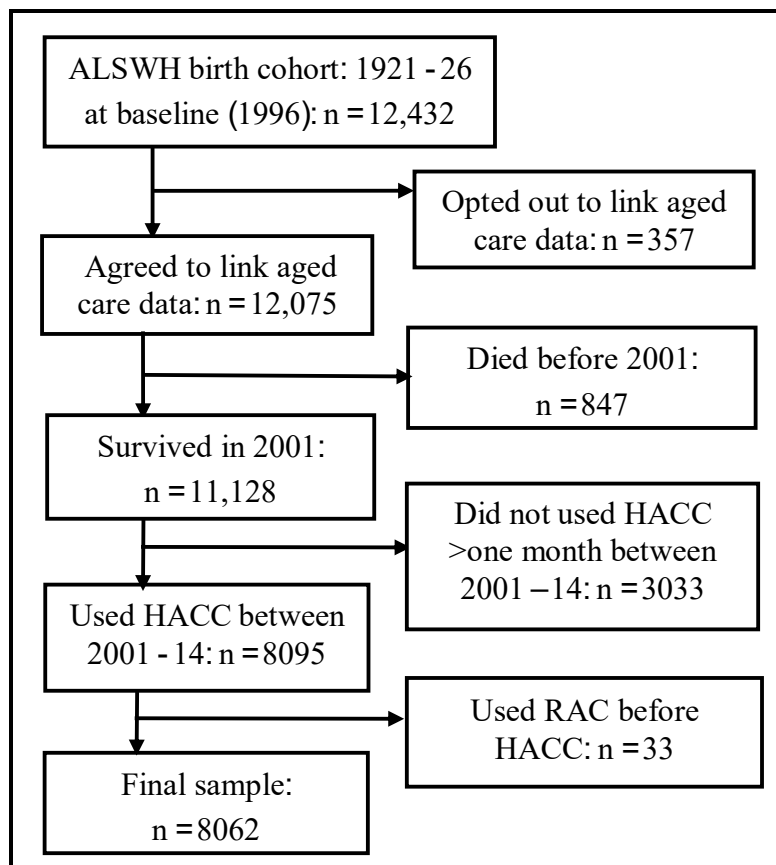 ALSWH birth cohort: 1921 - 26
at baseline (1996): n = 12,432
Opted out to link aged
care data: n = 357
Agreed to link aged
care data: n = 12,075
Died before 2001:
n = 847
Survived in 2001:
n = 11,128
Did not used HACC
>one month between
2001 – 14: n = 3033
Used HACC between
2001 - 14: n = 8095
Used RAC before
HACC: n = 33
Final sample:
n = 8062